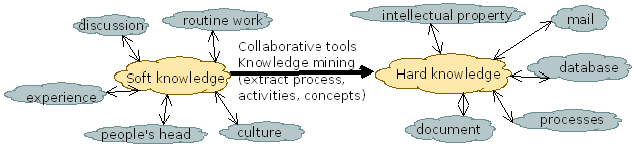 discussion
routine work
Soft knowledge
experience
people's head
culture
Collaborative tools
Knowledge mining
(extract process,
activities, concepts)
intellectual property
mail
Hard knowledge
database
document
processes